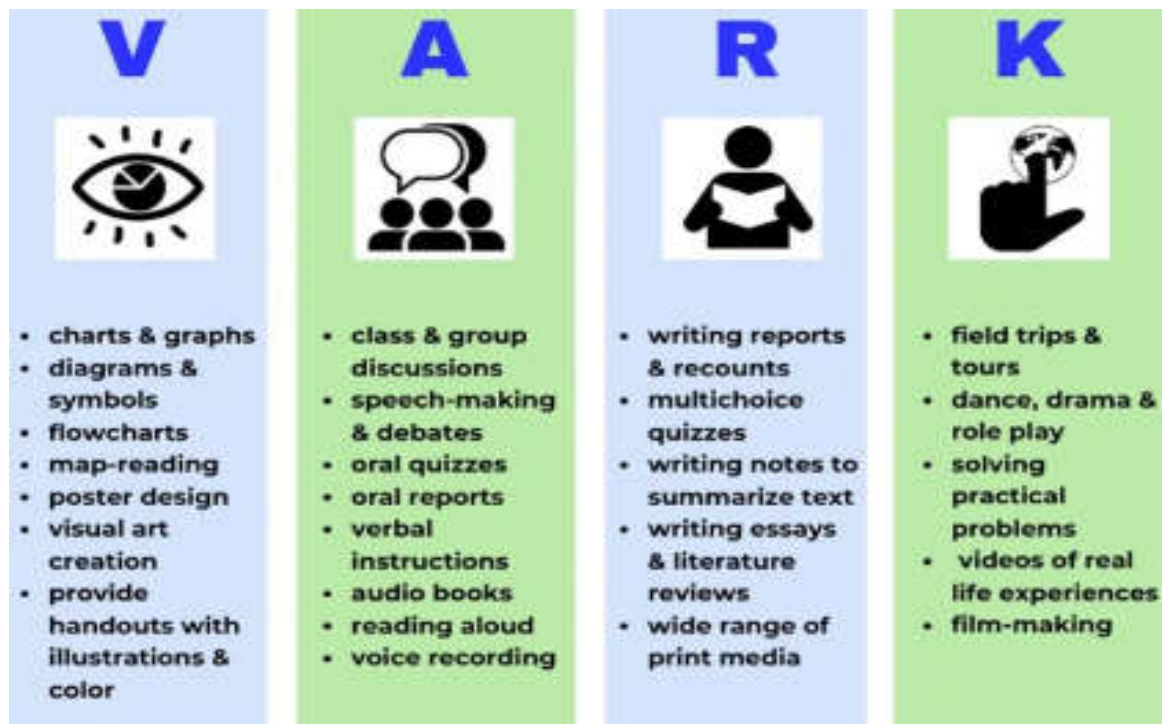 V
• charts & graphs
• diagrams &
symbols
• flowcharts
• map-reading
• poster design
• visual art
creation
• provide
handouts with
illustrations &
color
A
• class & group
discussions
• speech-making
& debates
• oral quizzes
• oral reports
• verbal
instructions
• audio books
• reading aloud
• voice recording
R
• writing reports
& recounts
• multichoice
quizzes
• writing notes to
summarize text
• writing essays
& literature
reviews
• wide range of
print media
K
• field trips &
tours
• dance, drama &
role play
• solving
practical
problems
• videos of real
life experiences
• film-making